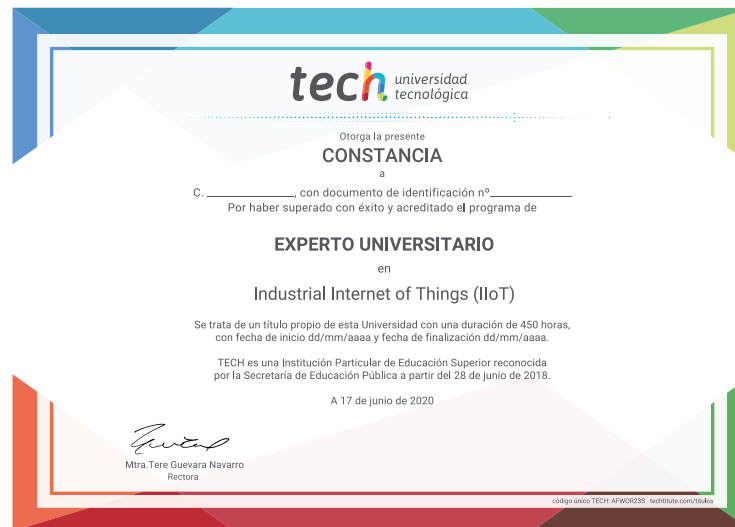 tech universidad
tecnológica
Otorga la presente
CONSTANCIA
a
C. ________________, con documento de identificación nº______________
Por haber superado con éxito y acreditado el programa de
EXPERTO UNIVERSITARIO
en
Industrial Internet of Things (IIoT)
Se trata de un título propio de esta Universidad con una duración de 450 horas,
con fecha de inicio dd/mm/aaaa y fecha de finalización dd/mm/aaaa.
TECH es una Institución Particular de Educación Superior reconocida
por la Secretaría de Educación Pública a partir del 28 de junio de 2018.
A 17 de junio de 2020
Mtra.Tere Guevara Navarro
Rectora
código único TECH: AFWOR23S techtitute.com/titulos